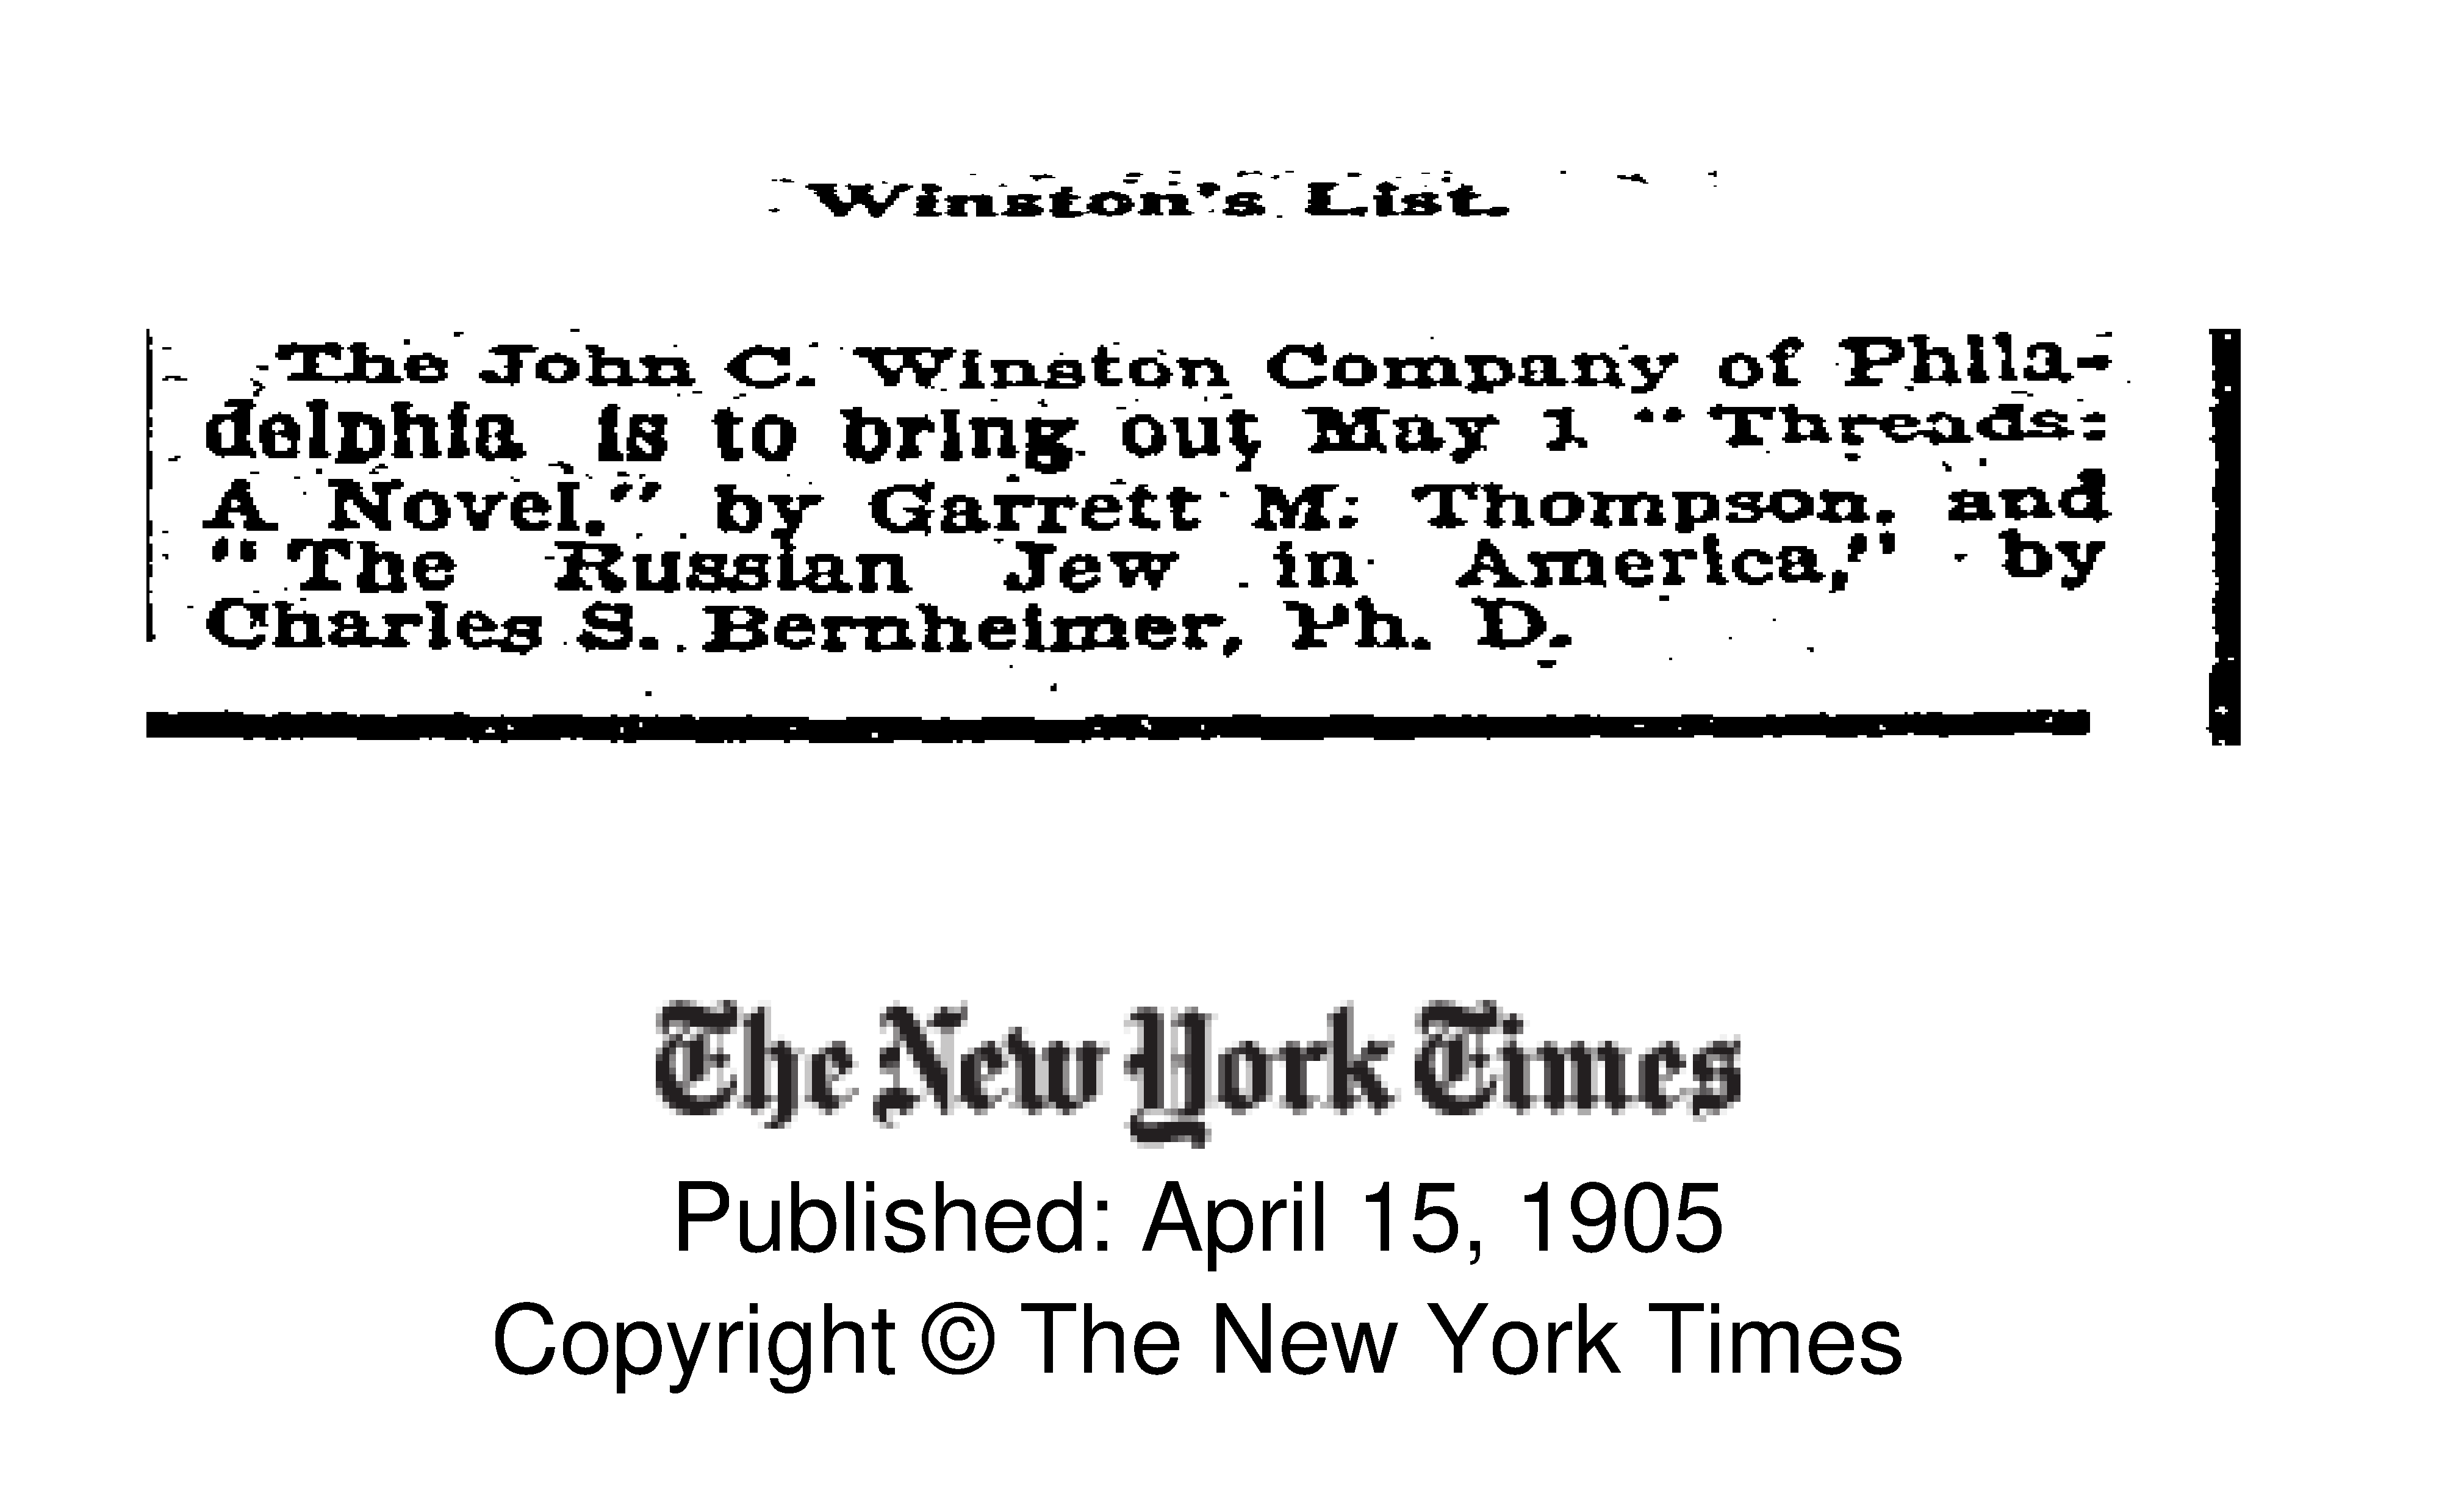 Winston's List.
The John C. Winston Company of Phila-
delphia is to bring out May 1 "Threads:
A Novel," by Garrett M. Thompson, and
"The Russian Jew in America," by
Charles S. Bernheimer, Ph. D.
The New York Times
Published: April 15, 1905
Copyright © The New York Times